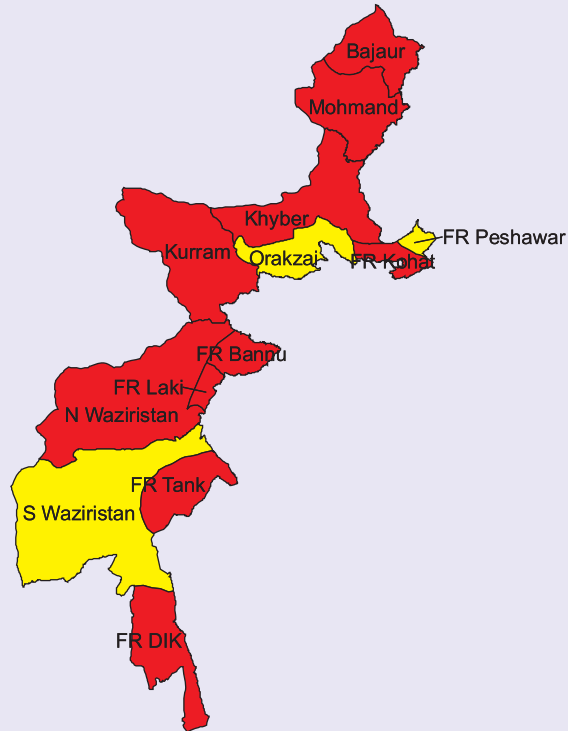 Bajaur
Mohmand
Khyber
FR Peshawar
Kurram
Orakzai
FR Kohat
FR Bannu
FR Laki
N Waziristan
FR Tank
S Waziristan
FR DIK